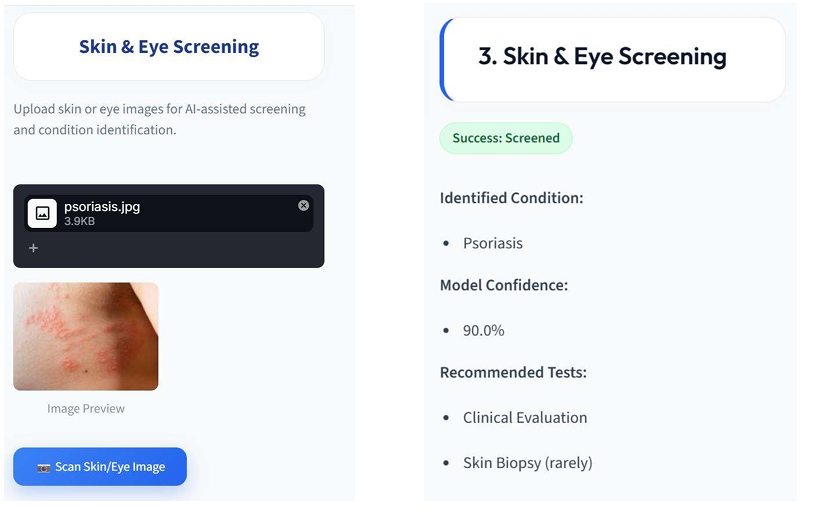 Skin & Eye Screening
Upload skin or eye images for AI-assisted screening
and condition identification.
psoriasis.jpg
3.9KB
Image Preview
Scan Skin/Eye Image
3. Skin & Eye Screening
Success: Screened
Identified Condition:
Psoriasis
Model Confidence:
90.0%
Recommended Tests:
Clinical Evaluation
Skin Biopsy (rarely)